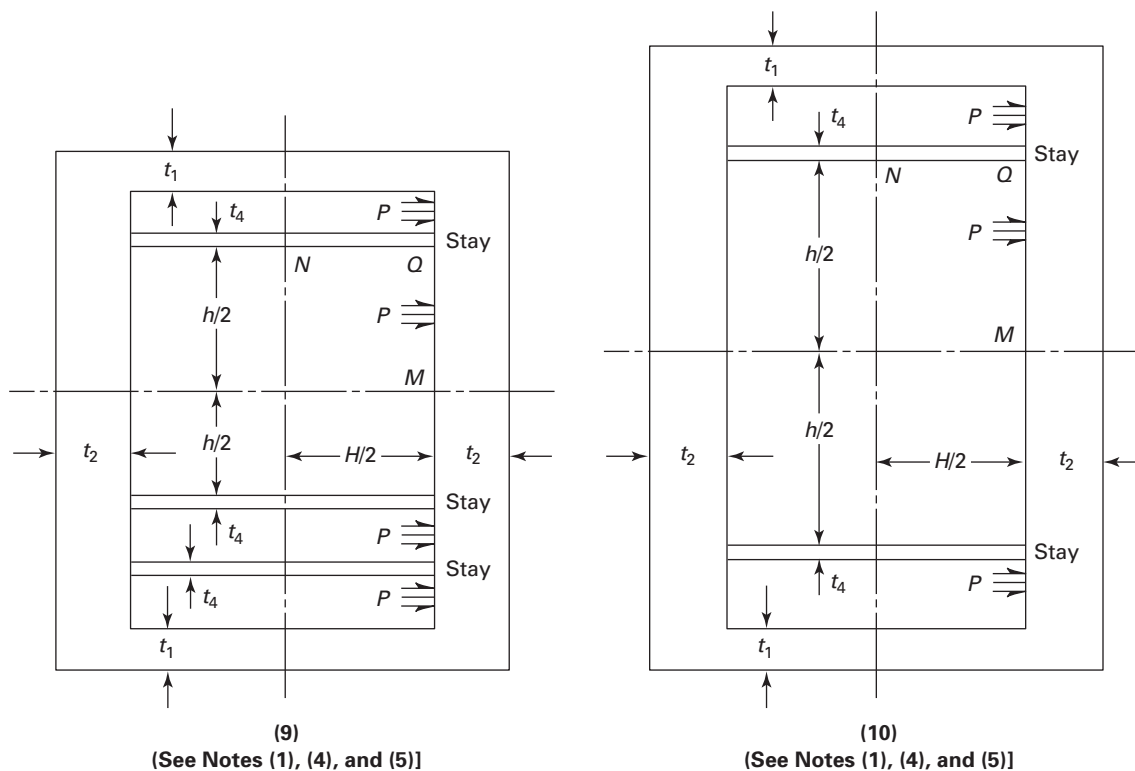 t1
t4
P
Stay
N
Q
h/2
P
M
t2
h/2
H/2
t2
Stay
t4
P
Stay
t4
P
t1
(9)
(See Notes (1), (4), and (5)]
t1
t4
P
Stay
N
Q
P
h/2
M
h/2
t2
H/2
t2
Stay
t4
P
t1
(10)
(See Notes (1), (4), and (5)]